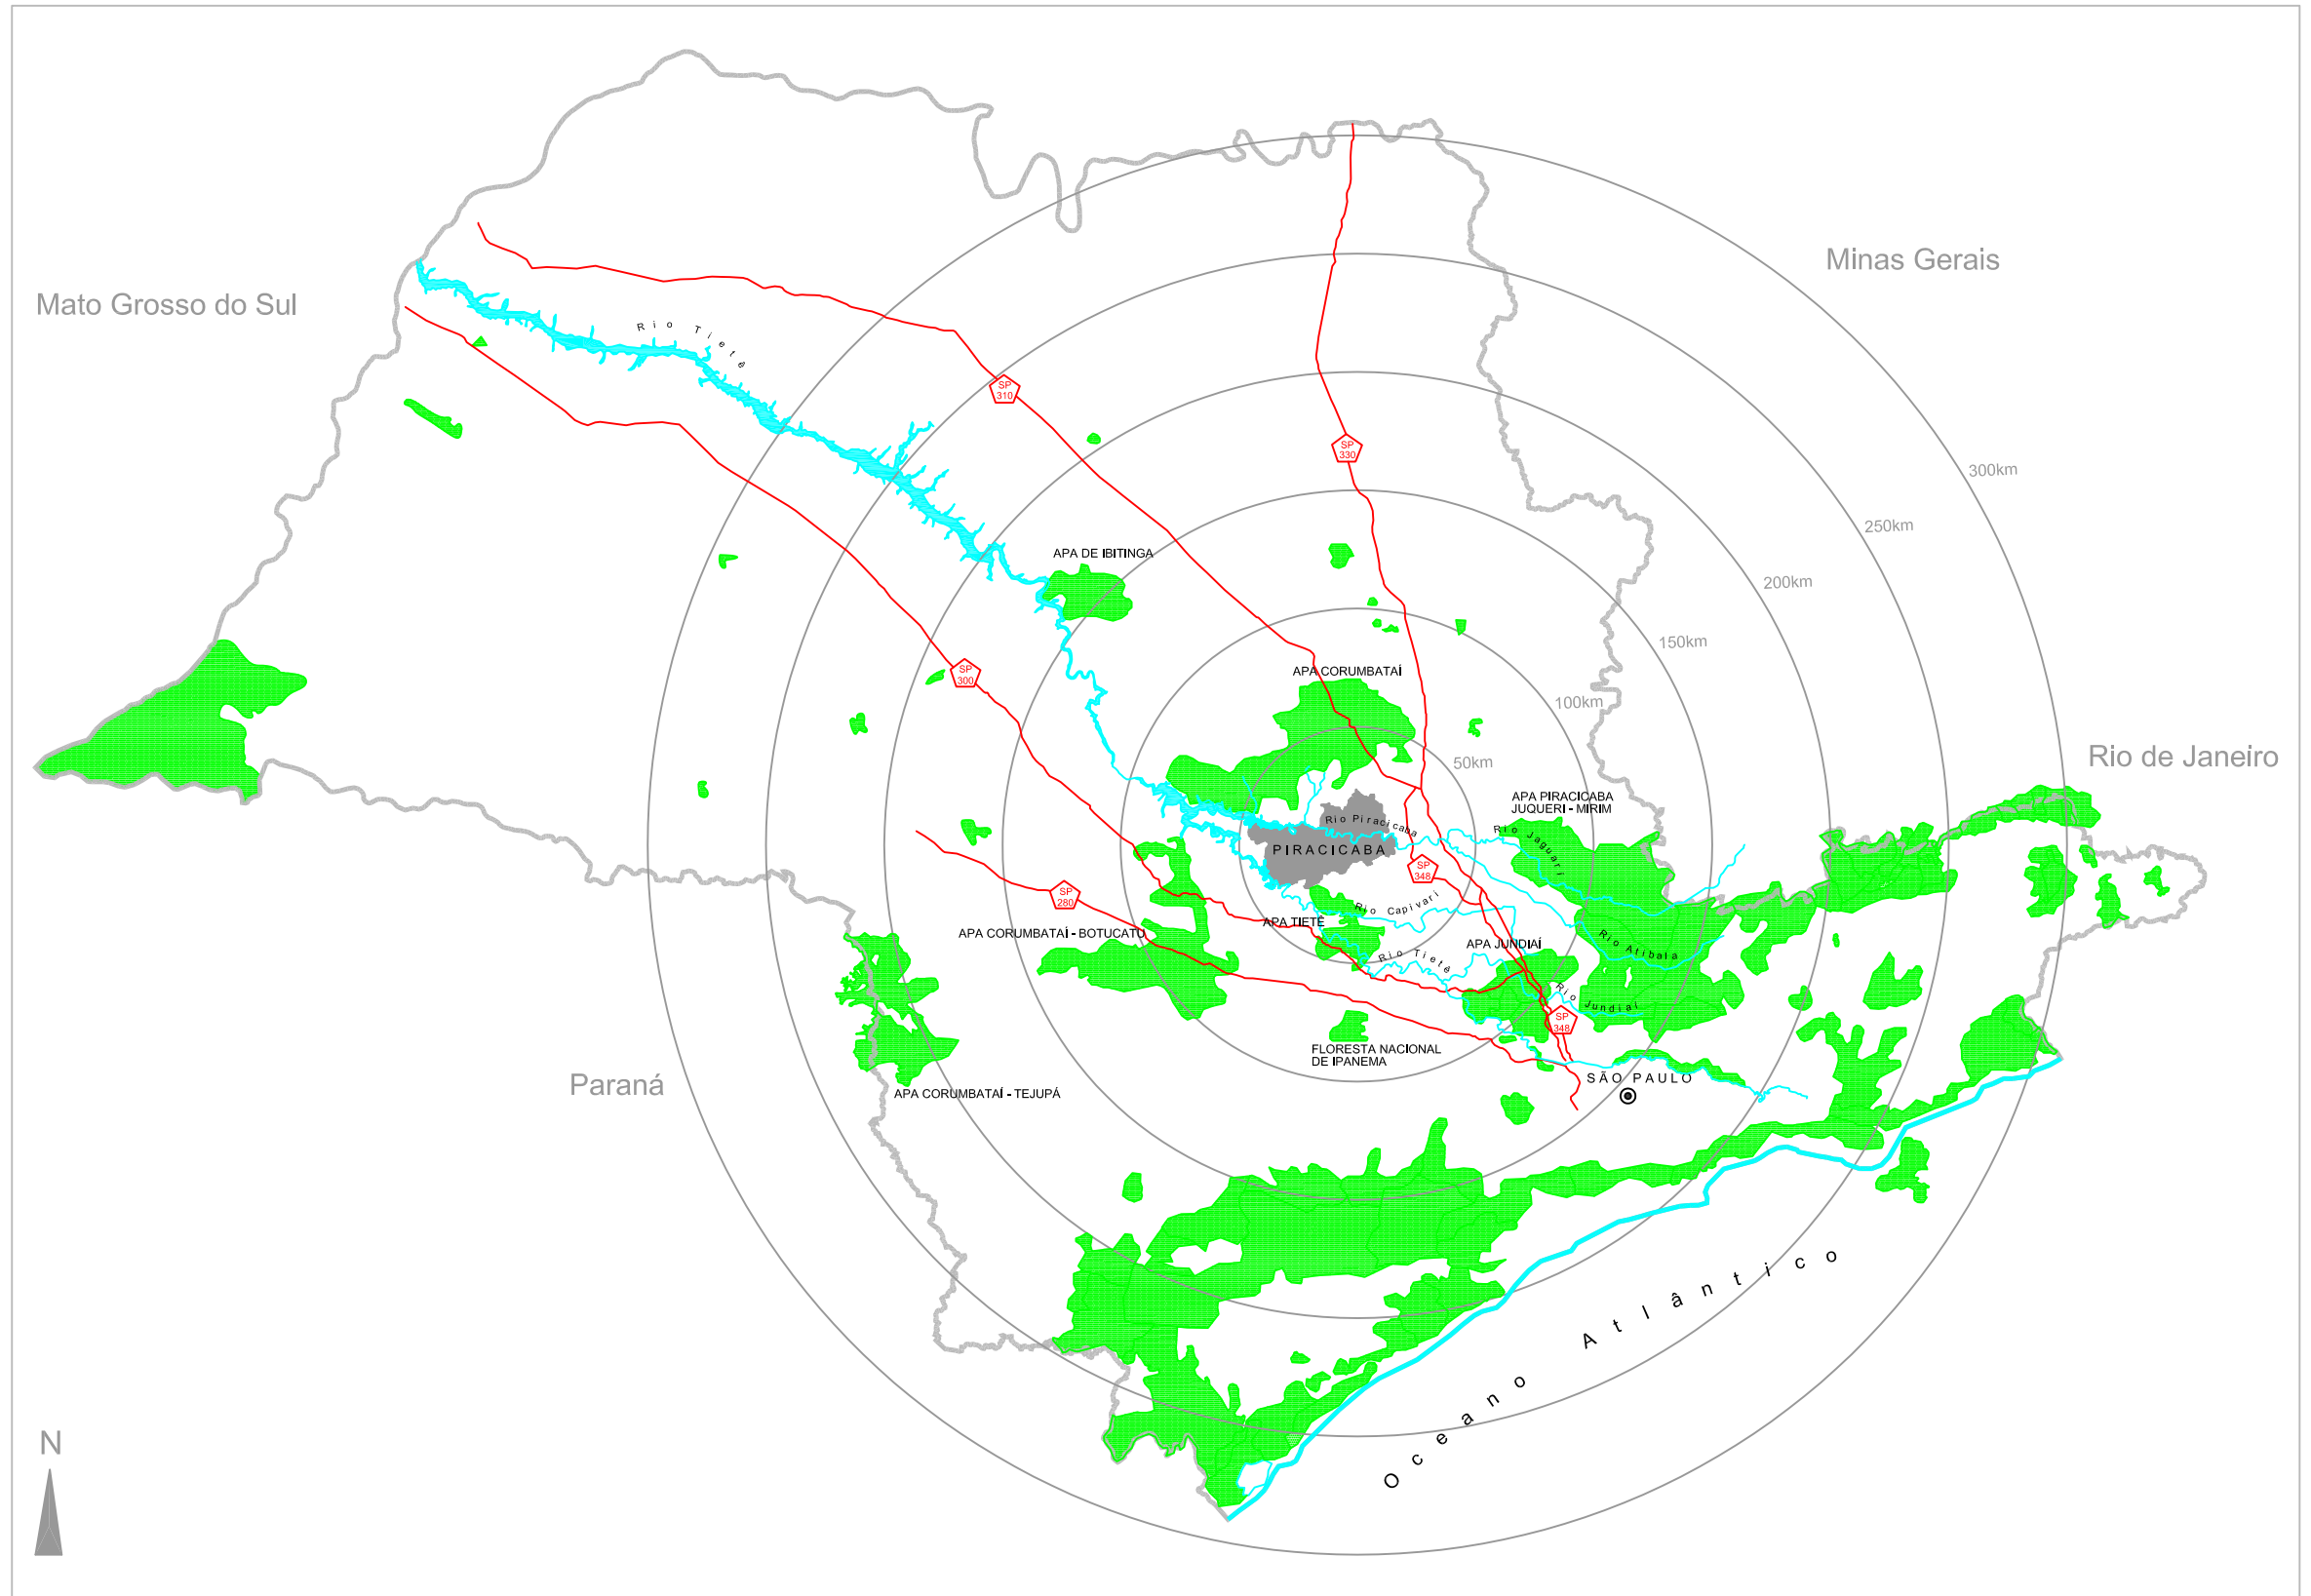 Minas Gerais
Mato Grosso do Sul
Rio Tietê
SP
310
SP
330
300km
250km
APA DE IBITINGA
200km
150km
APA CORUMBATAÍ
SP
300
100km
Rio de Janeiro
50km
APA PIRACICABA
JUQUERI - MIRIM
Rio Piracicaba
Rio Jaguari
PIRACICABA
SP
348
SP
280
Rio Capivari
APA TIETÊ
APA CORUMBATAÍ - BOTUCATU
APA JUNDIAÍ
Rio Atibaia
Rio Tietê
Rio Jundiaí
SP
348
FLORESTA NACIONAL
DE IPANEMA
SÃO PAULO
Paraná
APA CORUMBATAÍ - TEJUPÁ
Oceano Atlântico
N